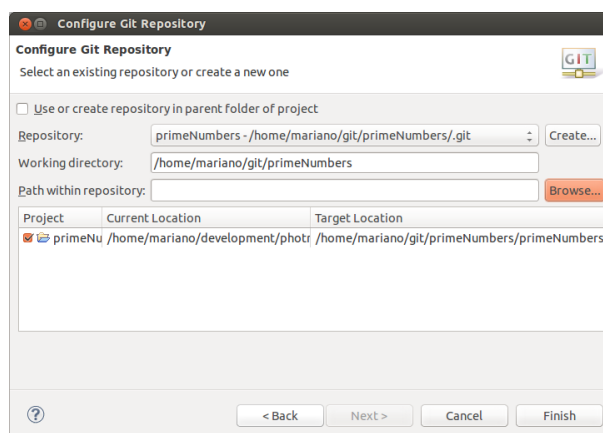 Configure Git Repository
Configure Git Repository
Select an existing repository or create a new one
GIT
Use or create repository in parent folder of project
Repository: primeNumbers - /home/mariano/git/primeNumbers/.git Create...
Working directory: /home/mariano/git/primeNumbers
Path within repository: Browse...
Project Current Location Target Location
primeNu /home/mariano/development/photr /home/mariano/git/primeNumbers/primeNumbers
? < Back Next > Cancel Finish